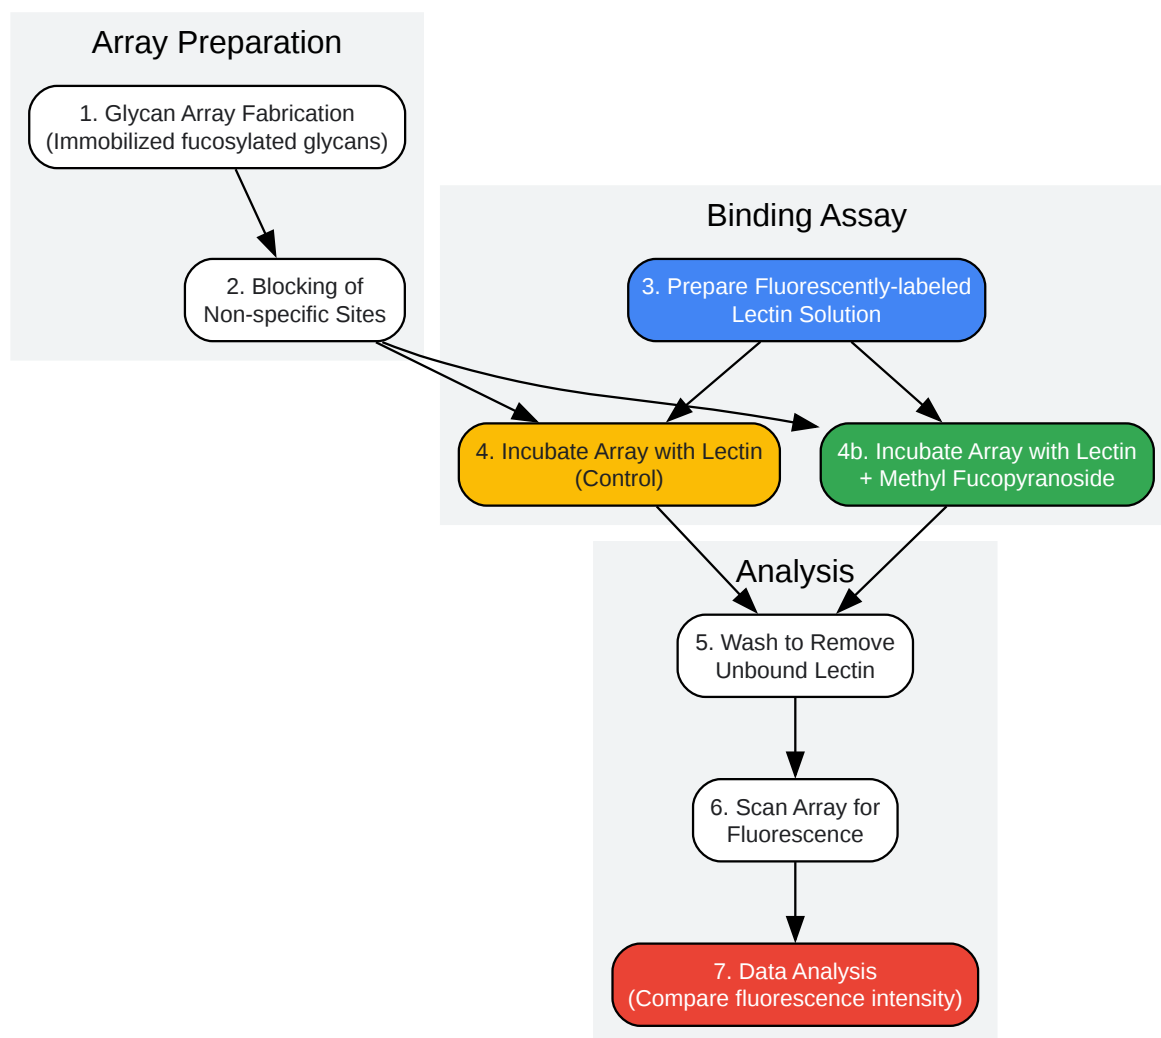 Array Preparation
1. Glycan Array Fabrication
(Immobilized fucosylated glycans)
2. Blocking of
Non-specific Sites
Binding Assay
3. Prepare Fluorescently-labeled
Lectin Solution
4. Incubate Array with Lectin
(Control)
4b. Incubate Array with Lectin
+ Methyl Fucopyranoside
Analysis
5. Wash to Remove
Unbound Lectin
6. Scan Array for
Fluorescence
7. Data Analysis
(Compare fluorescence intensity)